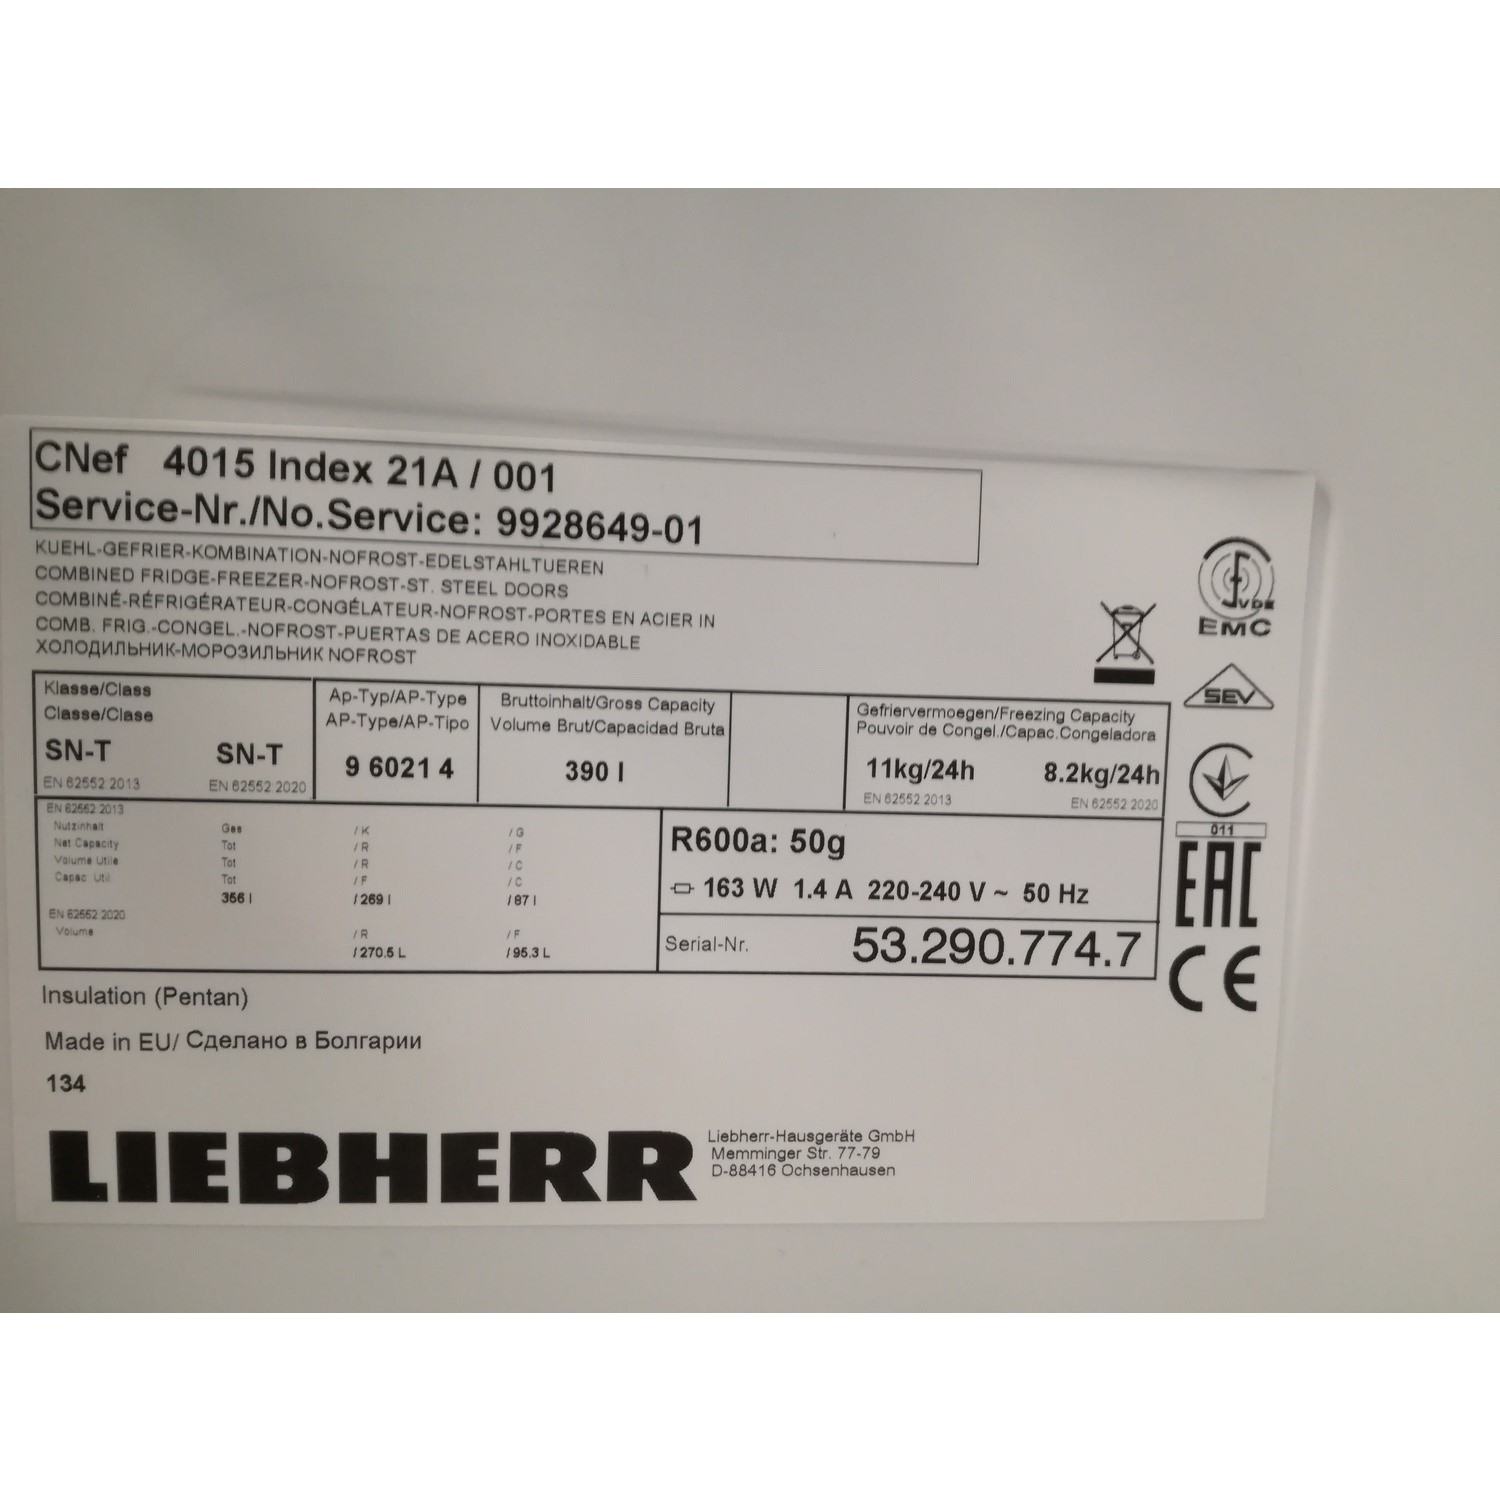 CNef 4015 Index 21A / 001
Service-Nr./No.Service: 9928649-01
KUEHL-GEFRIER-KOMBINATION-NOFROST-EDELSTAHLTUEREN
COMBINED FRIDGE-FREEZER-NOFROST-ST. STEEL DOORS
COMBINÉ-RÉFRIGÉRATEUR-CONGÉLATEUR-NOFROST-PORTES EN ACIER IN
COMB. FRIG.-CONGEL.-NOFROST-PUERTAS DE ACERO INOXIDABLE
ХОЛОДИЛЬНИК-МОРОЗИЛЬНИК NOFROST
VDE
EMC
SEV
Klasse/Class
Classe/Clase
SN-T SN-T
EN 62552 2013 EN 62552 2020
Ap-Typ/AP-Type
AP-Type/AP-Tipo
9 6021 4
Bruttoinhalt/Gross Capacity
Volume Brut/Capacidad Bruta
390 l
Gefriervermoegen/Freezing Capacity
Pouvoir de Congel./Capac.Congeladora
11kg/24h 8.2kg/24h
EN 62552 2013 EN 62552 2020
EN 62552 2013
Nutzinhalt Ges / K / G
Net Capacity Tot / R / F
Volume Utile Tot / R / C
Capac Util Tot / F / C
356 l / 269 l / 87 l
EN 62552 2020
Volume / R / F
/ 270.5 L / 95.3 L
R600a: 50g
163 W 1.4 A 220-240 V ~ 50 Hz
Serial-Nr. 53.290.774.7
011
EAC
CE
Insulation (Pentan)
Made in EU/ Сделано в Болгарии
134
LIEBHERR
Liebherr-Hausgeräte GmbH
Memminger Str. 77-79
D-88416 Ochsenhausen